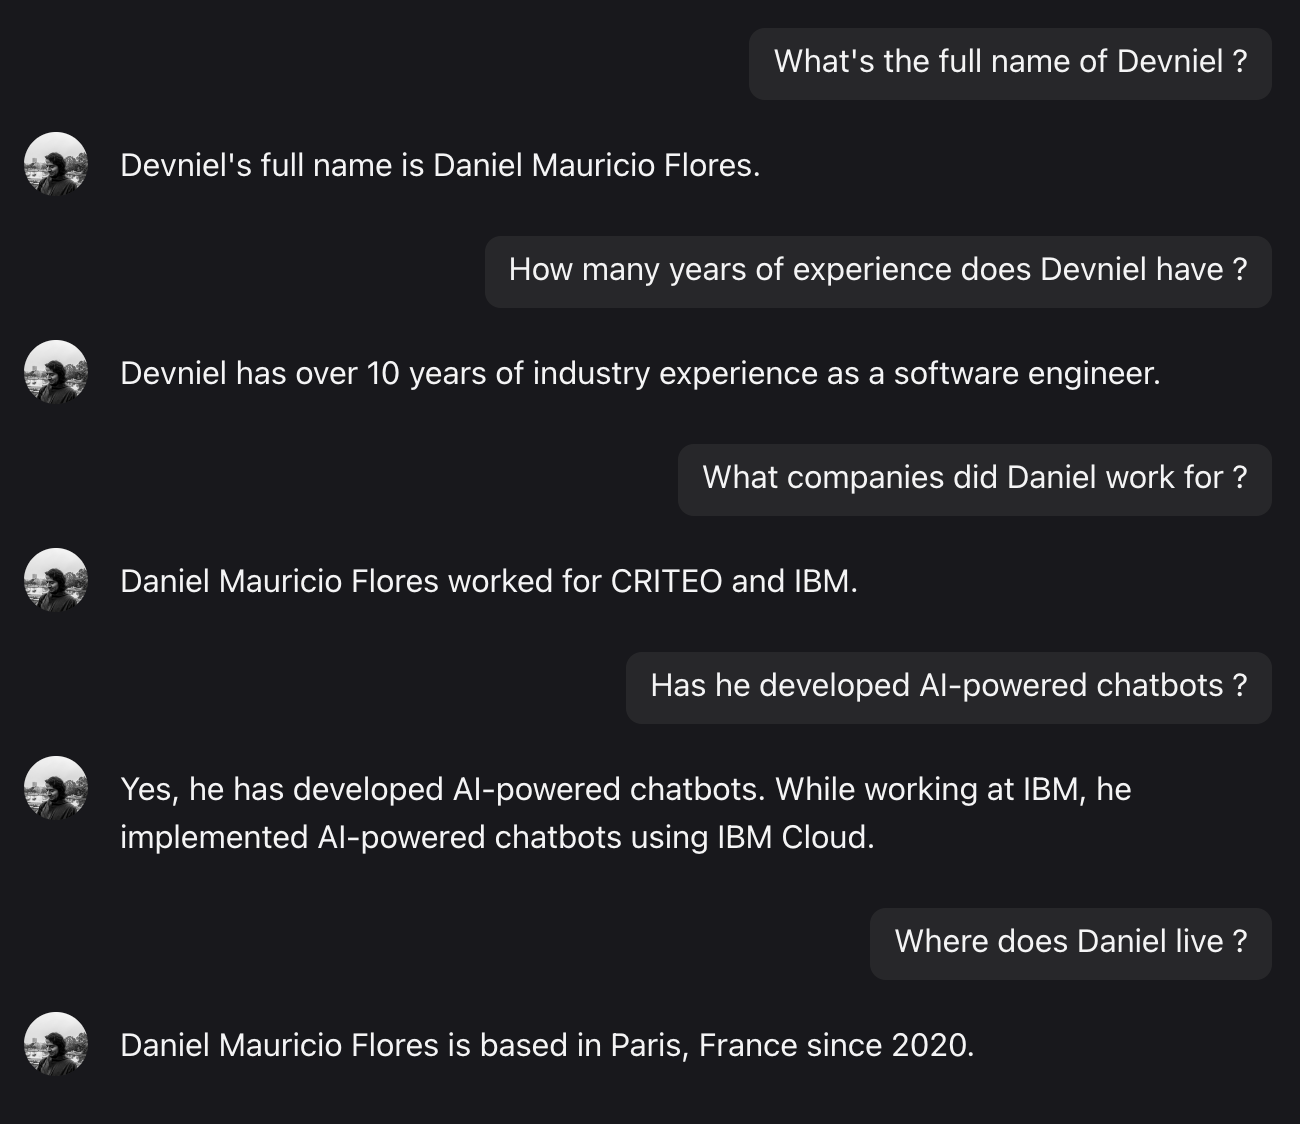 What's the full name of Devniel ?
Devniel's full name is Daniel Mauricio Flores.
How many years of experience does Devniel have ?
Devniel has over 10 years of industry experience as a software engineer.
What companies did Daniel work for ?
Daniel Mauricio Flores worked for CRITEO and IBM.
Has he developed AI-powered chatbots ?
Yes, he has developed AI-powered chatbots. While working at IBM, he
implemented AI-powered chatbots using IBM Cloud.
Where does Daniel live ?
Daniel Mauricio Flores is based in Paris, France since 2020.